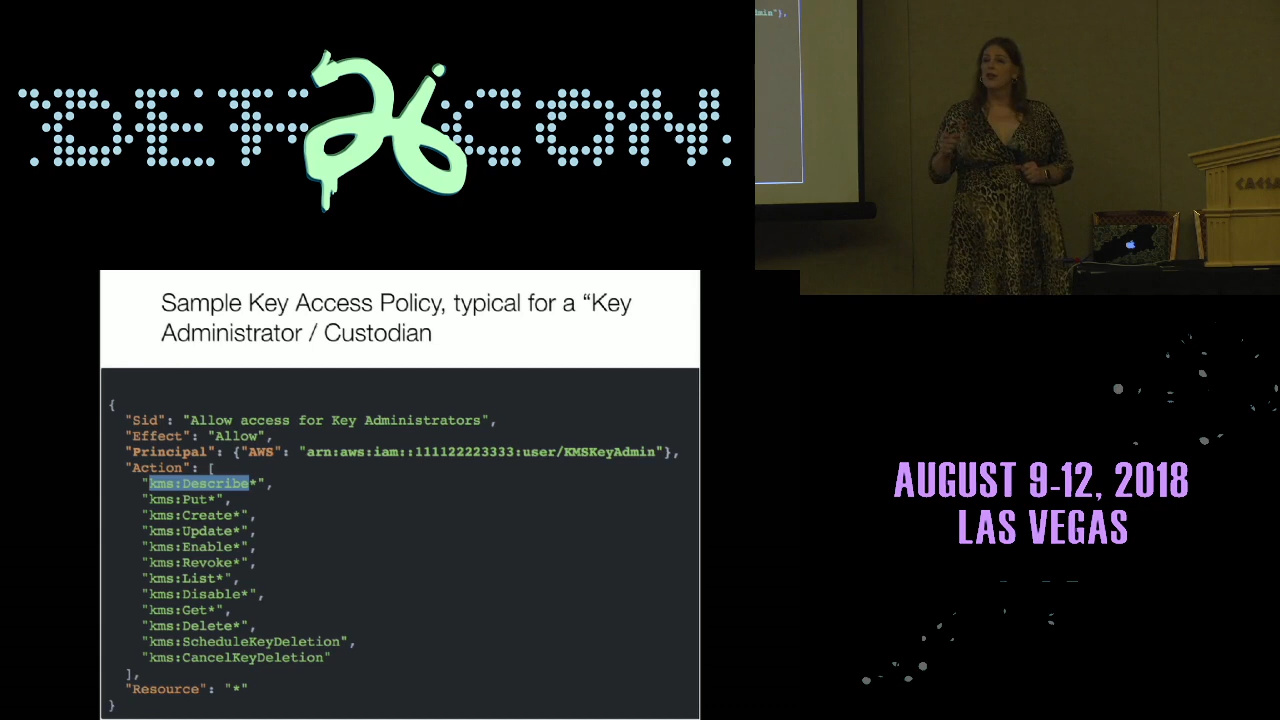 DEF 26 CON
min"},
CAESA
Sample Key Access Policy, typical for a “Key
Administrator / Custodian
{
"Sid": "Allow access for Key Administrators",
"Effect": "Allow",
"Principal": {"AWS": "arn:aws:iam::111122223333:user/KMSKeyAdmin"},
"Action": [
"kms:Describe*",
"kms:Put*",
"kms:Create*",
"kms:Update*",
"kms:Enable*",
"kms:Revoke*",
"kms:List*",
"kms:Disable*",
"kms:Get*",
"kms:Delete*",
"kms:ScheduleKeyDeletion",
"kms:CancelKeyDeletion"
],
"Resource": "*"
}
AUGUST 9-12, 2018
LAS VEGAS